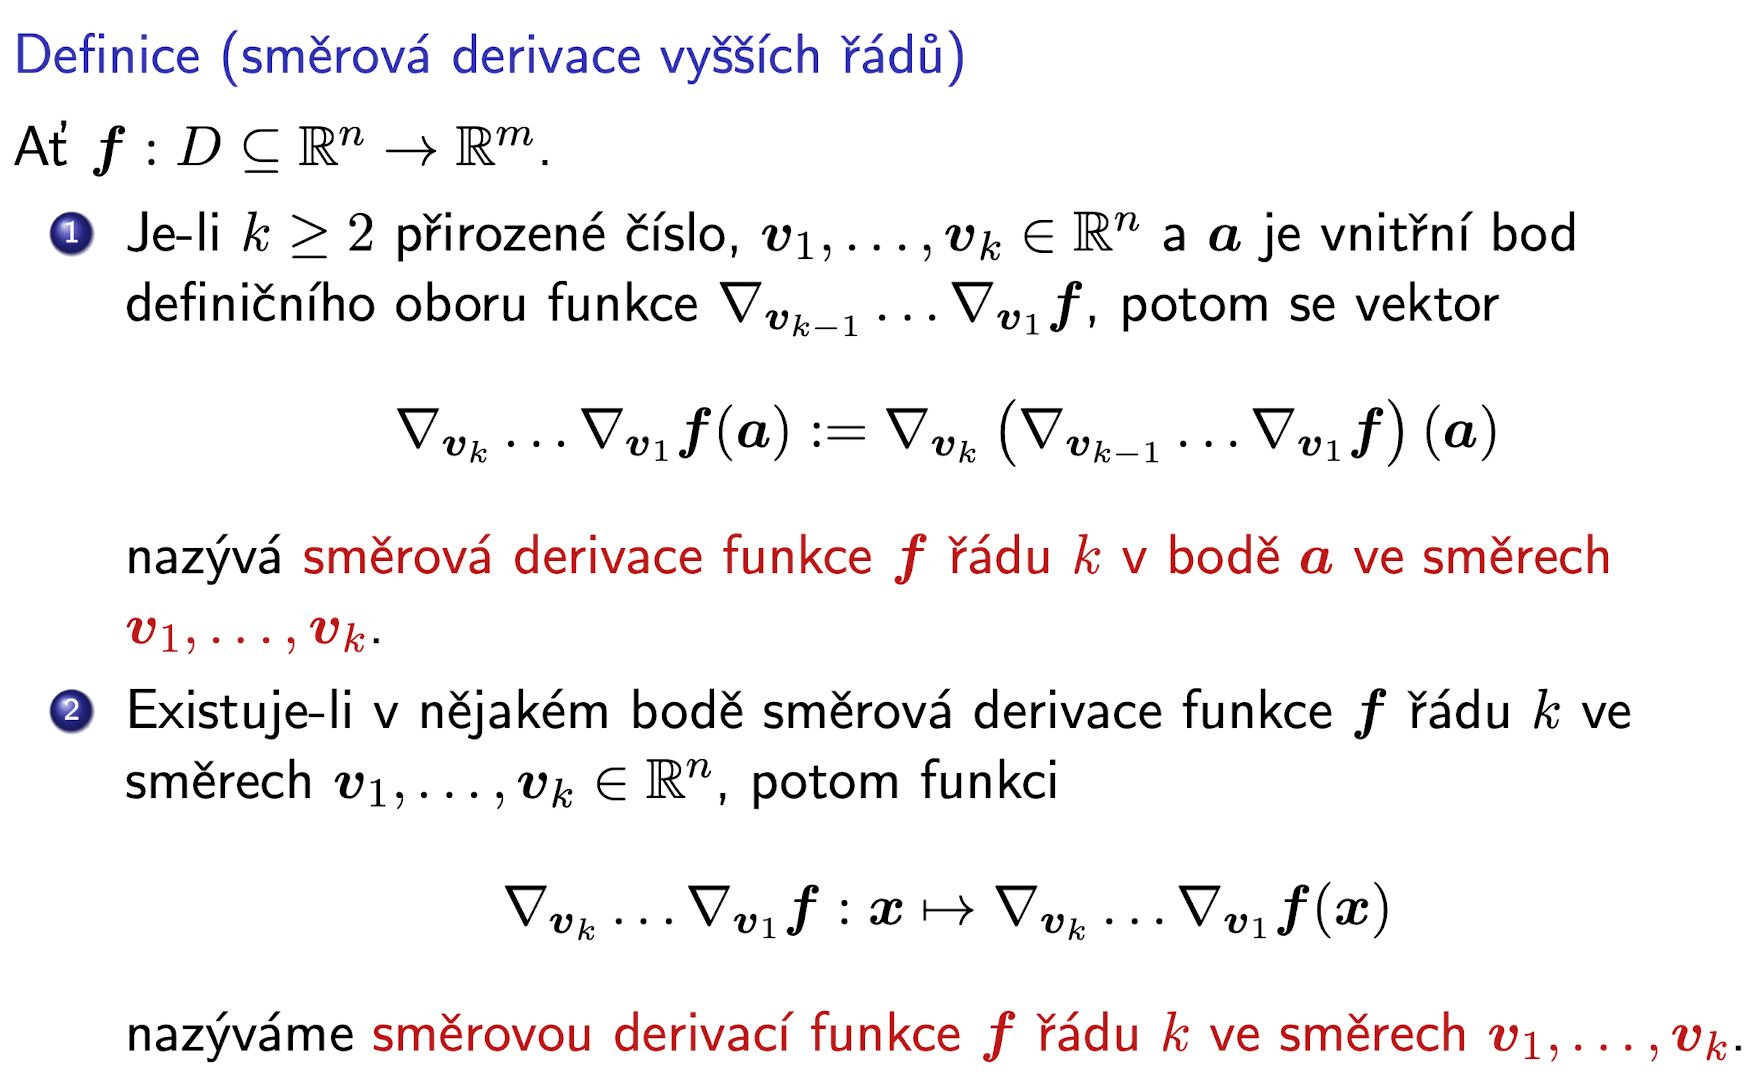 Definice (směrová derivace vyšších řádů)
Ať $\boldsymbol{f} : D \subseteq \mathbb{R}^n \to \mathbb{R}^m$.
1 Je-li $k \geq 2$ přirozené číslo, $\boldsymbol{v}_1, \ldots, \boldsymbol{v}_k \in \mathbb{R}^n$ a $\boldsymbol{a}$ je vnitřní bod
definičního oboru funkce $\nabla_{\boldsymbol{v}_{k-1}} \ldots \nabla_{\boldsymbol{v}_1} \boldsymbol{f}$, potom se vektor
$\nabla_{\boldsymbol{v}_k} \ldots \nabla_{\boldsymbol{v}_1} \boldsymbol{f}(\boldsymbol{a}) := \nabla_{\boldsymbol{v}_k} \left( \nabla_{\boldsymbol{v}_{k-1}} \ldots \nabla_{\boldsymbol{v}_1} \boldsymbol{f} \right) (\boldsymbol{a})$
nazývá směrová derivace funkce $\boldsymbol{f}$ řádu $k$ v bodě $\boldsymbol{a}$ ve směrech
$\boldsymbol{v}_1, \ldots, \boldsymbol{v}_k$.
2 Existuje-li v nějakém bodě směrová derivace funkce $\boldsymbol{f}$ řádu $k$ ve
směrech $\boldsymbol{v}_1, \ldots, \boldsymbol{v}_k \in \mathbb{R}^n$, potom funkci
$\nabla_{\boldsymbol{v}_k} \ldots \nabla_{\boldsymbol{v}_1} \boldsymbol{f} : \boldsymbol{x} \mapsto \nabla_{\boldsymbol{v}_k} \ldots \nabla_{\boldsymbol{v}_1} \boldsymbol{f}(\boldsymbol{x})$
nazýváme směrovou derivací funkce $\boldsymbol{f}$ řádu $k$ ve směrech $\boldsymbol{v}_1, \ldots, \boldsymbol{v}_k$.